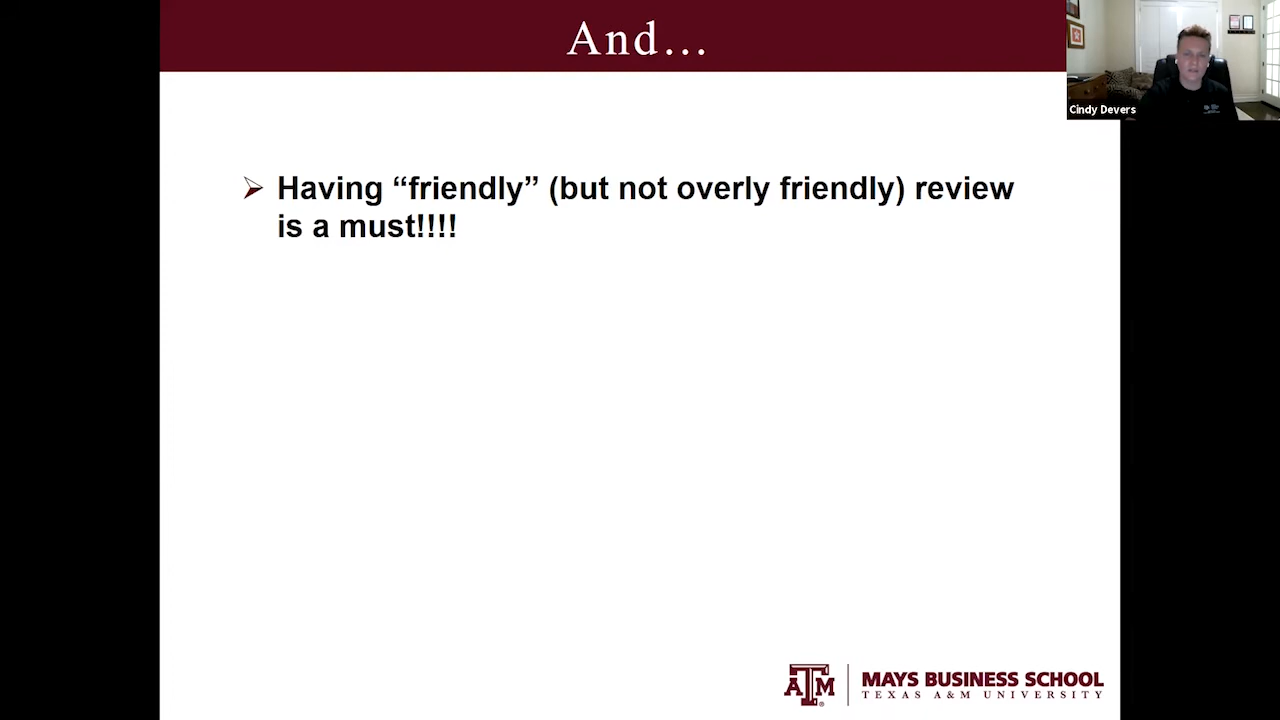 And...
Cindy Devers
Having “friendly” (but not overly friendly) review
is a must!!!!
MAYS BUSINESS SCHOOL
TEXAS A&M UNIVERSITY